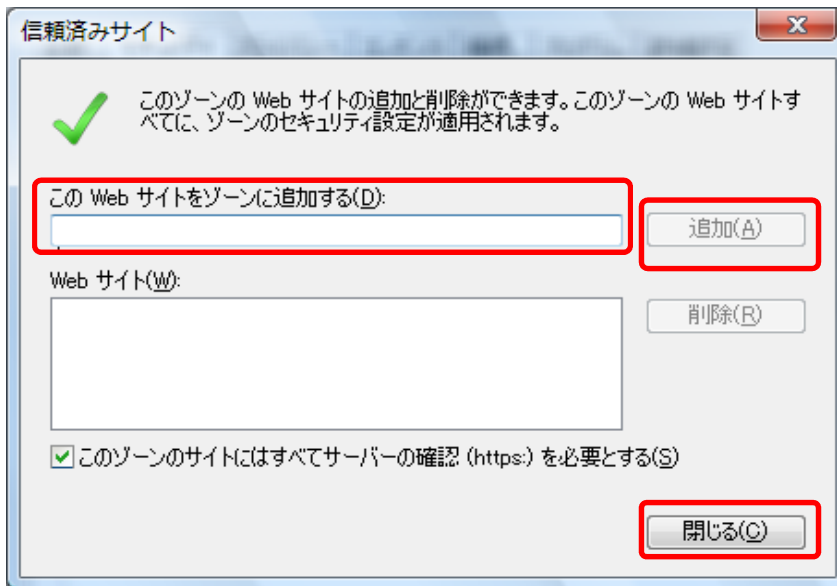 信頼済みサイト
このゾーンの Web サイトの追加と削除ができます。このゾーンの Web サイトす
べてに、ゾーンのセキュリティ設定が適用されます。
この Web サイトをゾーンに追加する(D):
追加(A)
Web サイト(W):
削除(R)
このゾーンのサイトにはすべてサーバーの確認 (https:) を必要とする(S)
閉じる(C)